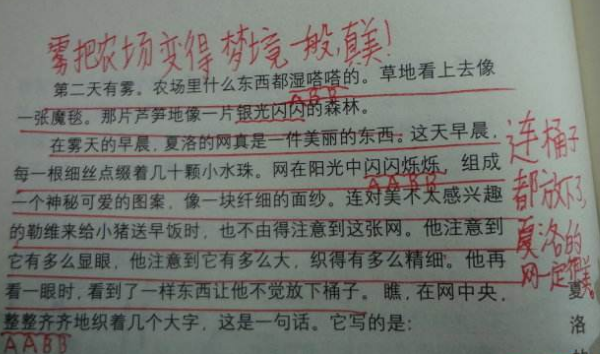 雾把农场变得梦境一般,真美!
第二天有雾。农场里什么东西都湿嗒嗒的。草地看上去像
ABB
一张魔毯。那片芦笋地像一片银光闪闪的森林。
在雾天的早晨,夏洛的网真是一件美丽的东西。这天早晨,
每一根细丝点缀着几十颗小水珠。网在阳光中闪闪烁烁,组成
AABB
一个神秘可爱的图案,像一块纤细的面纱。连对美不太感兴趣
的勒维来给小猪送早饭时,也不由得注意到这张网。他注意到
它有多么显眼,他注意到它有多么大,织得有多么精细。他再
看一眼时,看到了一样东西让他不觉放下桶子。瞧,在网中央,
整整齐齐地织着几个大字,这是一句话。它写的是:
AABB
连桶子
都放下了,
夏洛的
网一定很美
夏
洛